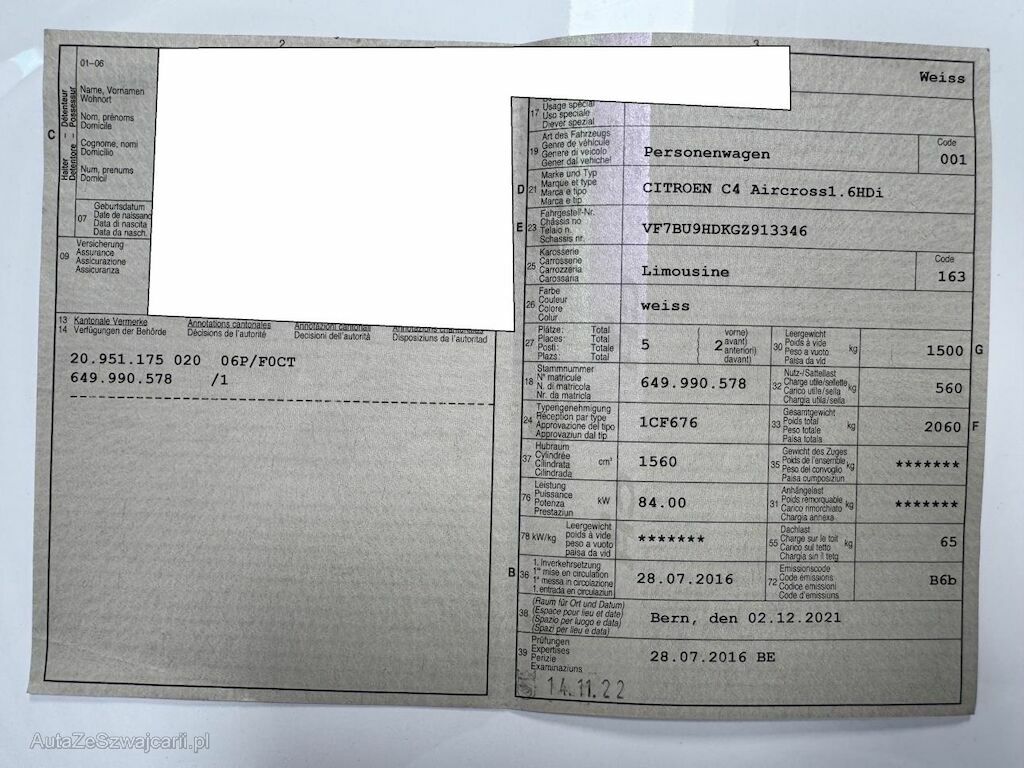 2
3
01–06
Name, Vornamen
Wohnort
Nom, prénoms
Domicile
Cognome, nomi
Domicilio
Num, prenums
Domicil
C
Halter – Détenteur
Detentore – Possessur
07
Geburtsdatum
Date de naissanc
Data di nascita
Data da nasch.
09
Versicherung
Assurance
Assicurazione
Assicuranza
13 Kantonale Vermerke Annotations cantonales Annotazioni cantonali Annotaziuns chantunalas
14 Verfügungen der Behörde Décisions de l'autorité Decisioni dell'autorità Disposiziuns da l'autoritad
20.951.175 020 06P/F0CT
649.990.578 /1
Weiss
17
Usage spécial
Uso speciale
Diever spezial
19
Art des Fahrzeugs
Genre de véhicule
Genere di veicolo
Gener dal vehichel
Personenwagen
Code
001
D 21
Marke und Typ
Marque et type
Marca e tipo
Marca e tip
CITROEN C4 Aircross1.6HDi
E 23
Fahrgestell-Nr.
Châssis no
Telaio n.
Schassis nr.
VF7BU9HDKGZ913346
25
Karosserie
Carrosserie
Carrozzeria
Carossaria
Limousine
Code
163
26
Farbe
Couleur
Colore
Colur
weiss
27
Plätze: Total
Places: Total
Posti: Totale
Plazs: Total
5
2
vorne)
avant)
anteriori)
davant)
30
Leergewicht
Poids à vide
Peso a vuoto
Paisa da vid
kg
1500
G
18
Stammnummer
N° matricule
N. di matricola
Nr. da matricla
649.990.578
32
Nutz-/Sattellast
Charge utile/sellette
Carico utile/sella
Chargia utila/sella
kg
560
24
Typengenehmigung
Réception par type
Approvazione del tipo
Approvaziun dal tip
1CF676
33
Gesamtgewicht
Poids total
Peso totale
Paisa totala
kg
2060
F
37
Hubraum
Cylindrée
Cilindrata
Cilindrada
cm³
1560
35
Gewicht des Zuges
Poids de l'ensemble
Peso del convoglio
Paisa cumposiziun
kg
*******
76
Leistung
Puissance
Potenza
Prestaziun
kW
84.00
31
Anhängelast
Poids remorquable
Carico rimorchiato
Chargia annexa
kg
*******
78 kW/kg
Leergewicht
poids à vide
peso a vuoto
paisa da vid
*******
55
Dachlast
Charge sur le toit
Carico sul tetto
Chargia sin il tetg
kg
65
B 36
1. Inverkehrsetzung
1re mise en circulation
1a messa in circolazione
1. entrada en circulaziun
28.07.2016
72
Emissionscode
Code émissions
Codice emissioni
Code d'emissiuns
B6b
38
(Raum für Ort und Datum)
(Espace pour lieu et date)
(Spazio per luogo e data)
(Spazi per lieu e data)
Bern, den 02.12.2021
39
Prüfungen
Expertises
Perizie
Examinaziuns
28.07.2016 BE
14.11.22
AutaZeSzwajcarii.pl